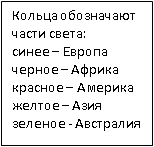 Кольца обозначают
части света:
синее – Европа
черное – Африка
красное – Америка
желтое – Азия
зеленое - Австралия